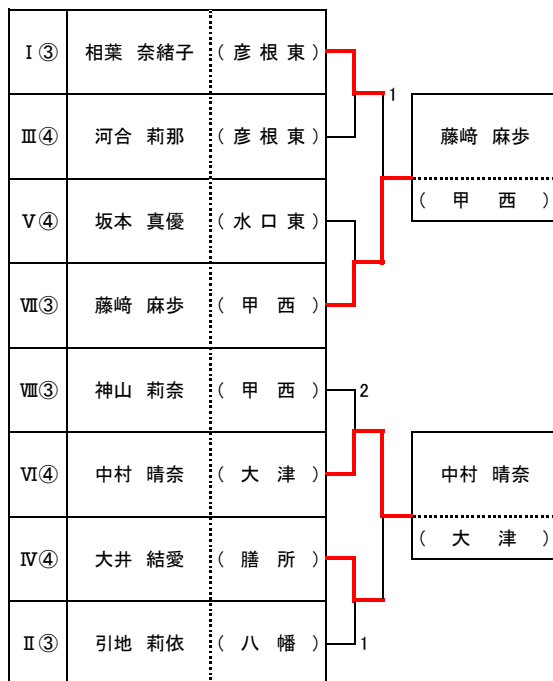 Ⅰ③ 相葉 奈緒子 (彦根東)
1
Ⅲ④ 河合 莉那 (彦根東)
藤﨑 麻歩
(甲西)
Ⅴ④ 坂本 真優 (水口東)
Ⅶ③ 藤﨑 麻歩 (甲西)
Ⅷ③ 神山 莉奈 (甲西) 2
Ⅵ④ 中村 晴奈 (大津)
中村 晴奈
(大津)
Ⅳ④ 大井 結愛 (膳所)
Ⅱ③ 引地 莉依 (八幡) 1